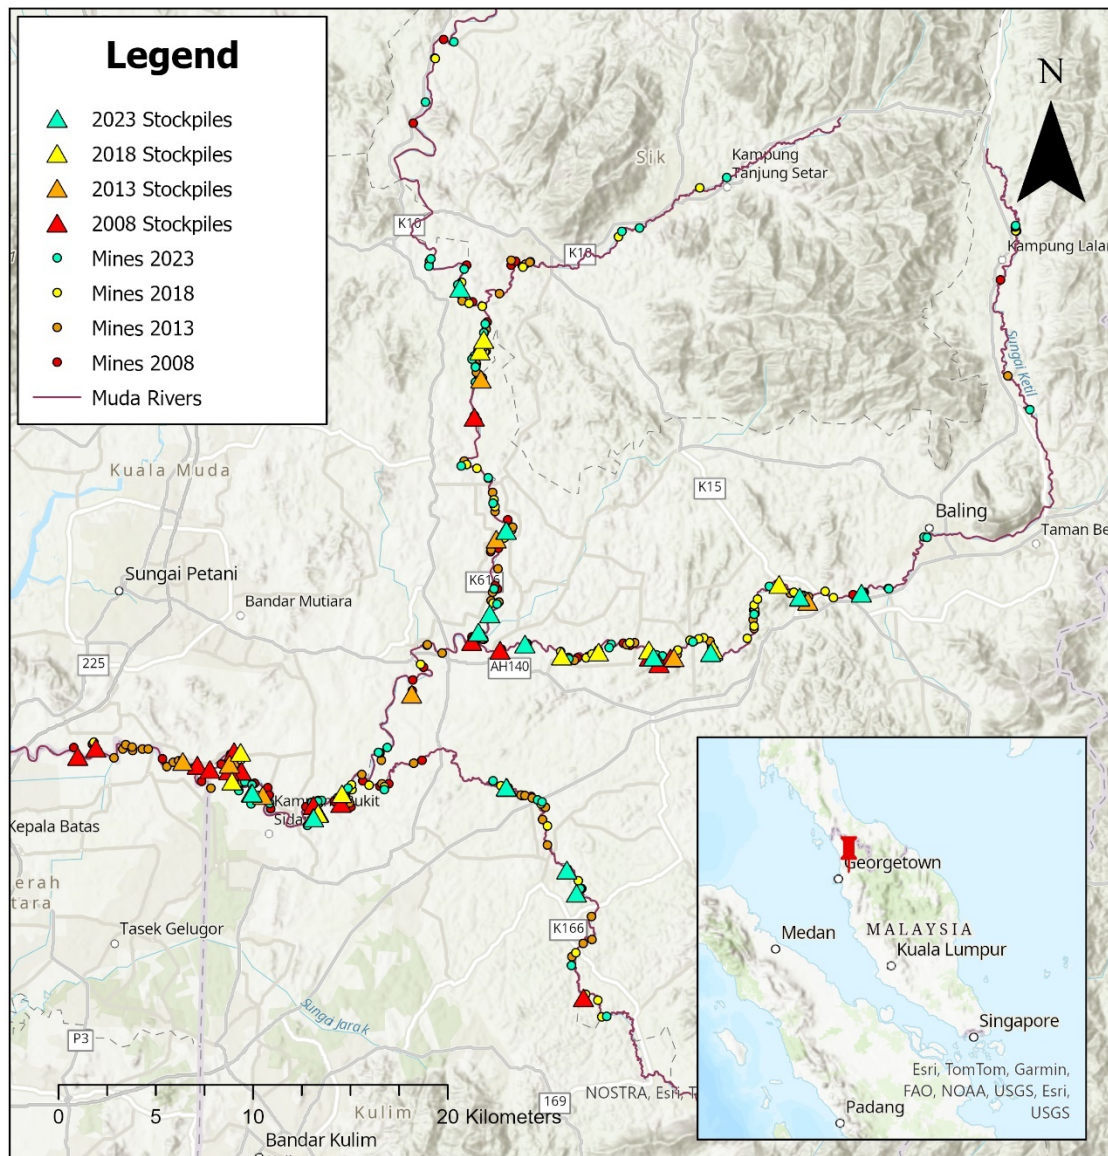 Legend
2023 Stockpiles
2018 Stockpiles
2013 Stockpiles
2008 Stockpiles
Mines 2023
Mines 2018
Mines 2013
Mines 2008
Muda Rivers
N
Sik
Kampung
Tanjung Setar
K10
K10
Kampung Lalar
Sungai Ketil
Kuala Muda
K15
Baling
Taman Be
Sungai Petani
K616
Bandar Mutiara
225
AH140
Kepala Batas
Kampung Bukit
erah
tara
Tasek Gelugor
K166
Sunga Jarak
P3
Kulim
169
NOSTRA, Esri, T
0 5 10 20 Kilometers
Bandar Kulim
Georgetown
Medan
MALAYSIA
Kuala Lumpur
Singapore
Esri, TomTom, Garmin,
FAO, NOAA, USGS, Esri,
USGS
Padang